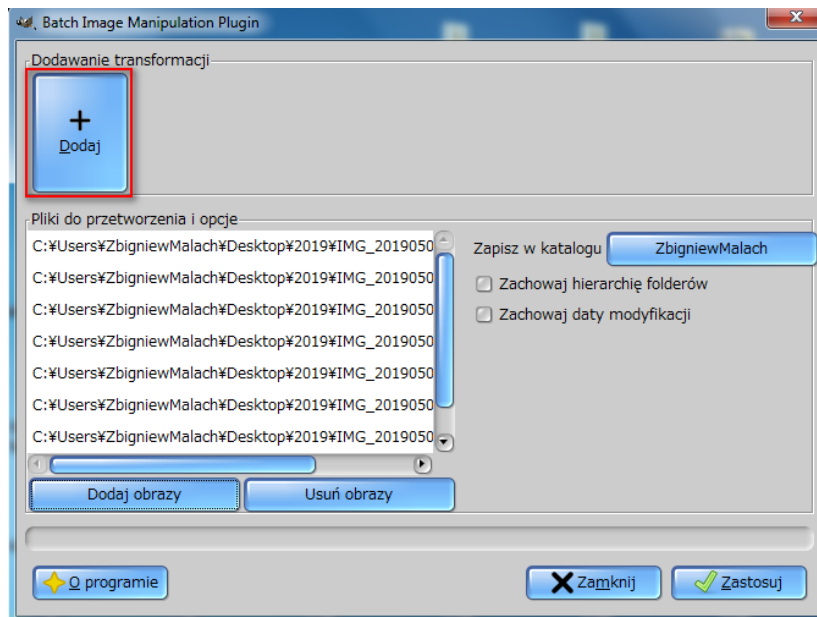 Batch Image Manipulation Plugin
Dodawanie transformacji
+
Dodaj
Pliki do przetworzenia i opcje
C:¥Users¥ZbigniewMalach¥Desktop¥2019¥IMG_2019050
C:¥Users¥ZbigniewMalach¥Desktop¥2019¥IMG_2019050
C:¥Users¥ZbigniewMalach¥Desktop¥2019¥IMG_2019050
C:¥Users¥ZbigniewMalach¥Desktop¥2019¥IMG_2019050
C:¥Users¥ZbigniewMalach¥Desktop¥2019¥IMG_2019050
C:¥Users¥ZbigniewMalach¥Desktop¥2019¥IMG_2019050
C:¥Users¥ZbigniewMalach¥Desktop¥2019¥IMG_2019050
Zapisz w katalogu ZbigniewMalach
Zachowaj hierarchię folderów
Zachowaj daty modyfikacji
Dodaj obrazy Usuń obrazy
O programie Zamknij Zastosuj